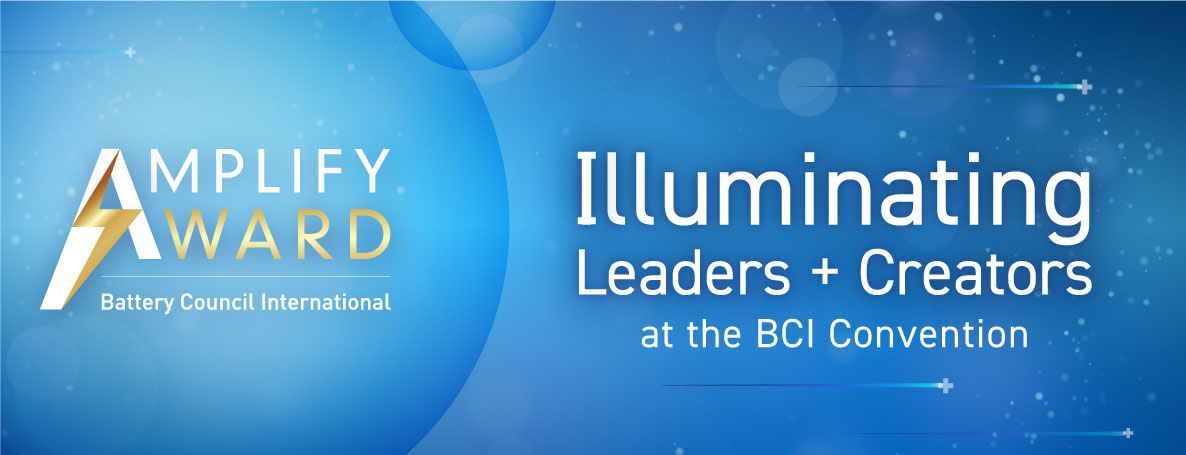 AMPLIFY
AWARD
Battery Council International
Illuminating
Leaders + Creators
at the BCI Convention